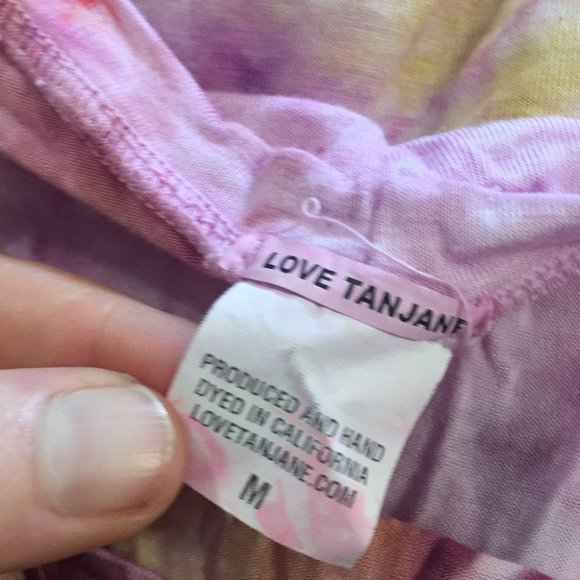 LOVE TANJANE
PRODUCED AND HAND
DYED IN CALIFORNIA
LOVETANJANE.COM
M